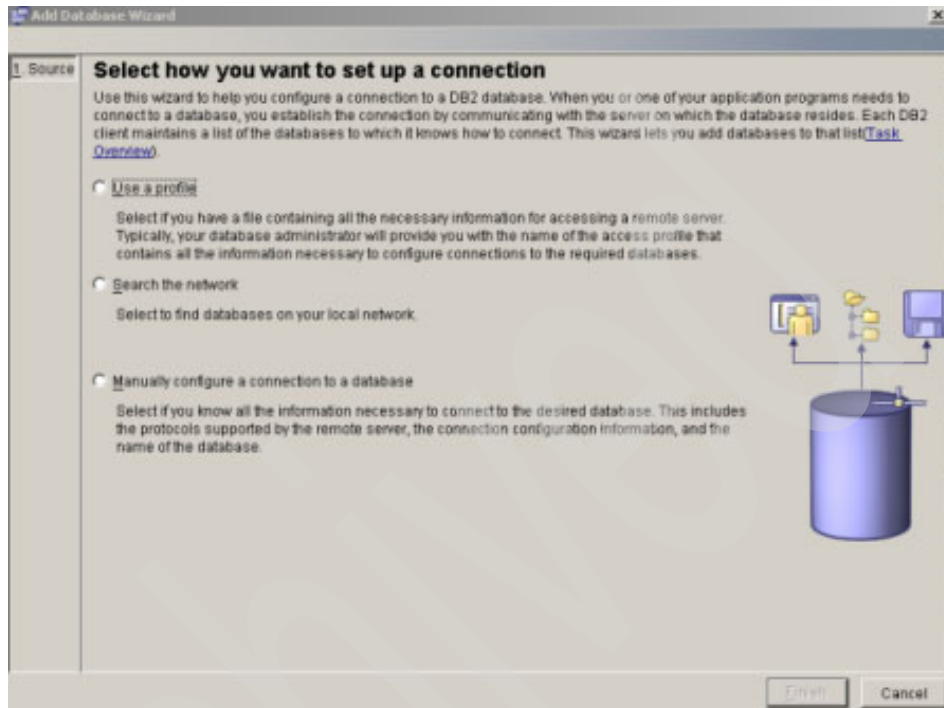 Add Database Wizard
1. Source
Select how you want to set up a connection
Use this wizard to help you configure a connection to a DB2 database. When you or one of your application programs needs to
connect to a database, you establish the connection by communicating with the server on which the database resides. Each DB2
client maintains a list of the databases to which it knows how to connect. This wizard lets you add databases to that list(Task
Overview).
Use a profile
Select if you have a file containing all the necessary information for accessing a remote server.
Typically, your database administrator will provide you with the name of the access profile that
contains all the information necessary to configure connections to the required databases.
Search the network
Select to find databases on your local network.
Manually configure a connection to a database
Select if you know all the information necessary to connect to the desired database. This includes
the protocols supported by the remote server, the connection configuration information, and the
name of the database.
Finish
Cancel